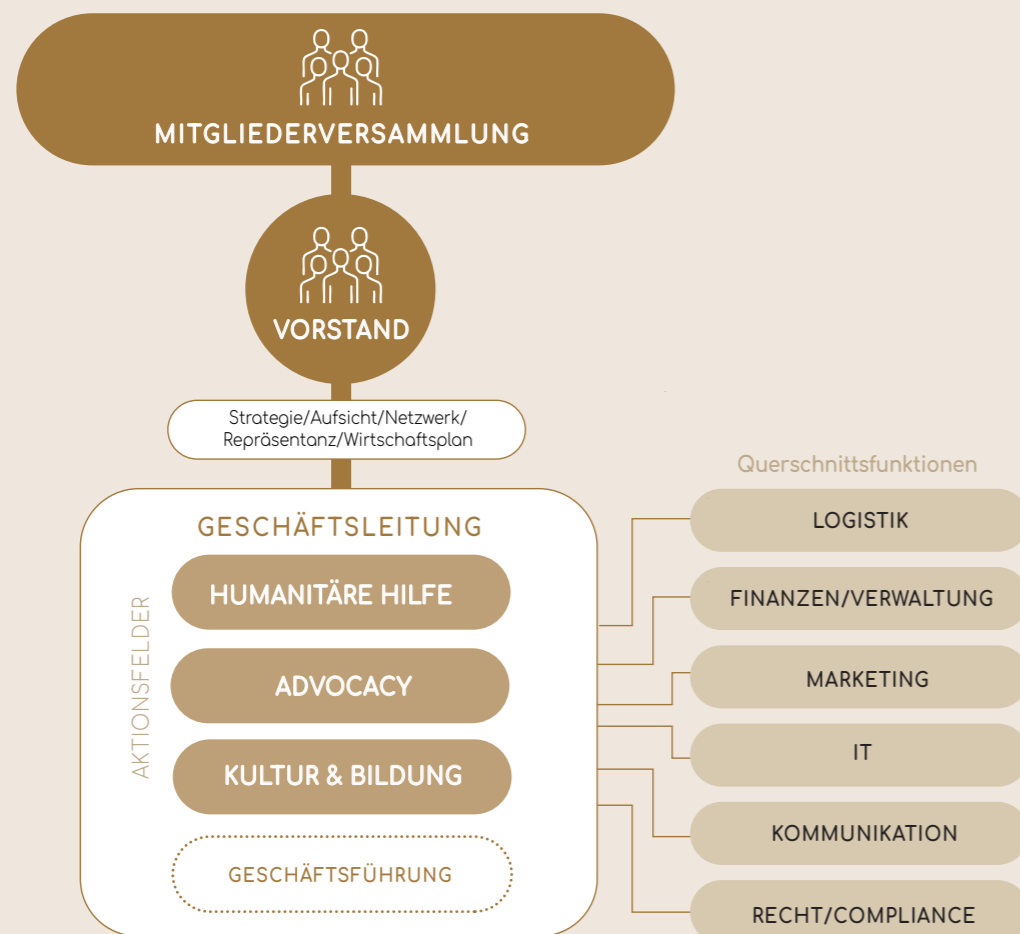 MITGLIEDERVERSAMMLUNG
VORSTAND
Strategie/Aufsicht/Netzwerk/
Repräsentanz/Wirtschaftsplan
GESCHÄFTSLEITUNG
AKTIONSFELDER
HUMANITÄRE HILFE
ADVOCACY
KULTUR & BILDUNG
GESCHÄFTSFÜHRUNG
Querschnittsfunktionen
LOGISTIK
FINANZEN/VERWALTUNG
MARKETING
IT
KOMMUNIKATION
RECHT/COMPLIANCE